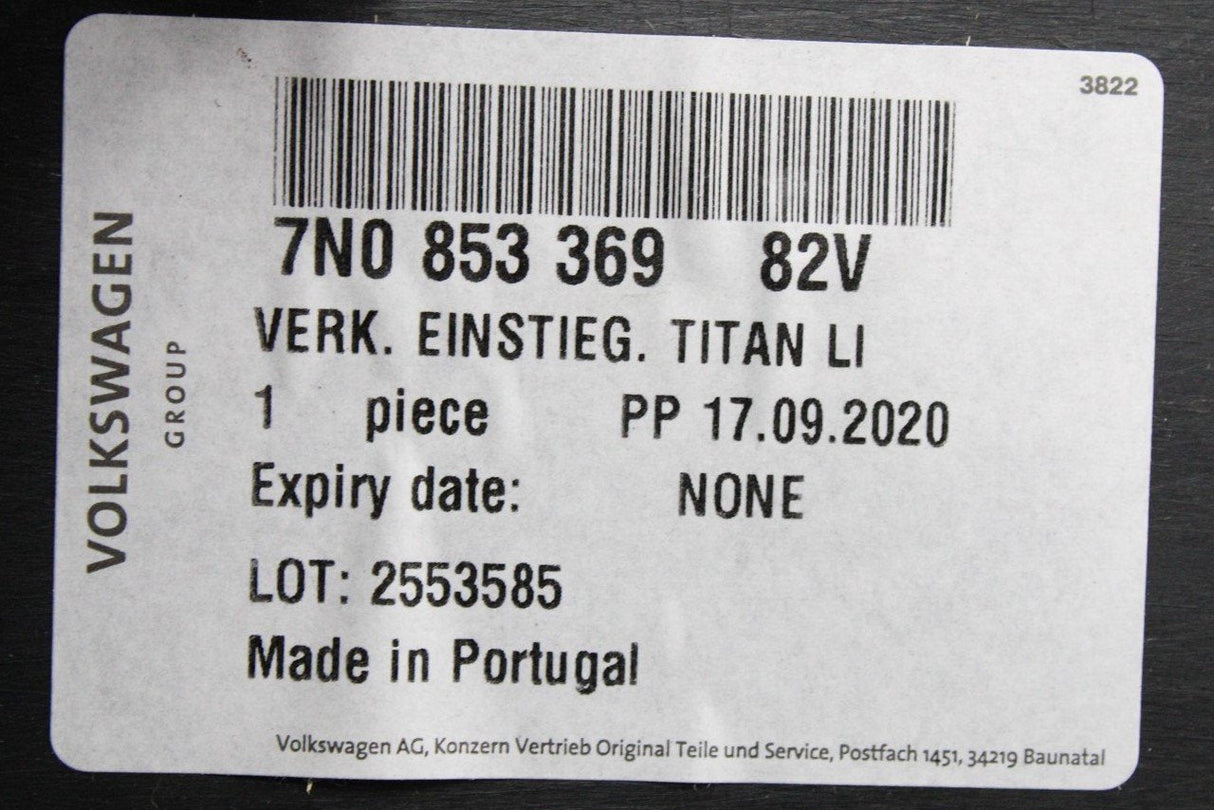 3822
VOLKSWAGEN
GROUP
7N0 853 369 82V
VERK. EINSTIEG. TITAN LI
1 piece PP 17.09.2020
Expiry date: NONE
LOT: 2553585
Made in Portugal
Volkswagen AG, Konzern Vertrieb Original Teile und Service, Postfach 1451, 34219 Baunatal